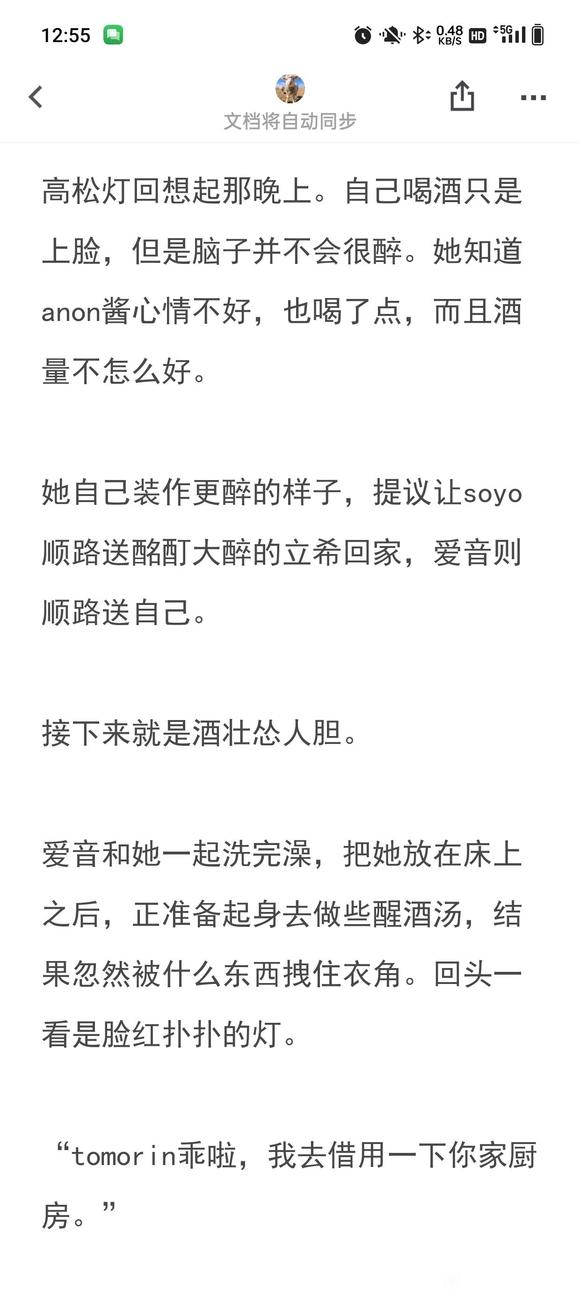 12:55
0.48
KB/S
HD
5G
文档将自动同步
高松灯回想起那晚上。自己喝酒只是
上脸，但是脑子并不会很醉。她知道
anon酱心情不好，也喝了点，而且酒
量不怎么好。
她自己装作更醉的样子，提议让soyo
顺路送酩酊大醉的立希回家，爱音则
顺路送自己。
接下来就是酒壮怂人胆。
爱音和她一起洗完澡，把她放在床上
之后，正准备起身去做些醒酒汤，结
果忽然被什么东西拽住衣角。回头一
看是脸红扑扑的灯。
“tomorin乖啦，我去借用一下你家厨
房。”